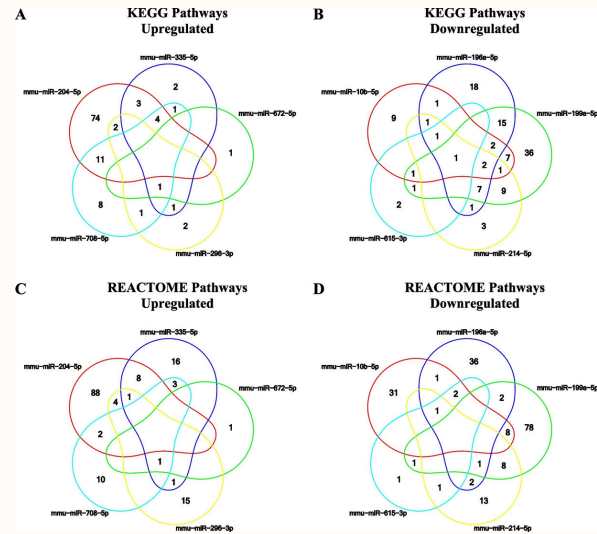 A
KEGG Pathways
Upregulated
mmu-miR-335-5p
mmu-miR-204-5p
mmu-miR-672-5p
2
3
1
74
4
2
1
11
1
8
1
1
2
mmu-miR-708-5p
mmu-miR-296-3p
B
KEGG Pathways
Downregulated
mmu-miR-196a-5p
mmu-miR-10b-5p
mmu-miR-199a-5p
18
1
9
1
15
1
2
36
1
2
7
1
1
1
7
9
2
1
3
mmu-miR-615-3p
mmu-miR-214-5p
C
REACTOME Pathways
Upregulated
mmu-miR-335-5p
mmu-miR-204-5p
mmu-miR-672-5p
16
8
3
88
1
4
1
2
1
10
1
15
mmu-miR-708-5p
mmu-miR-296-3p
D
REACTOME Pathways
Downregulated
mmu-miR-196a-5p
mmu-miR-10b-5p
mmu-miR-199a-5p
36
1
31
2
2
1
78
8
1
1
8
1
1
2
13
mmu-miR-615-3p
mmu-miR-214-5p